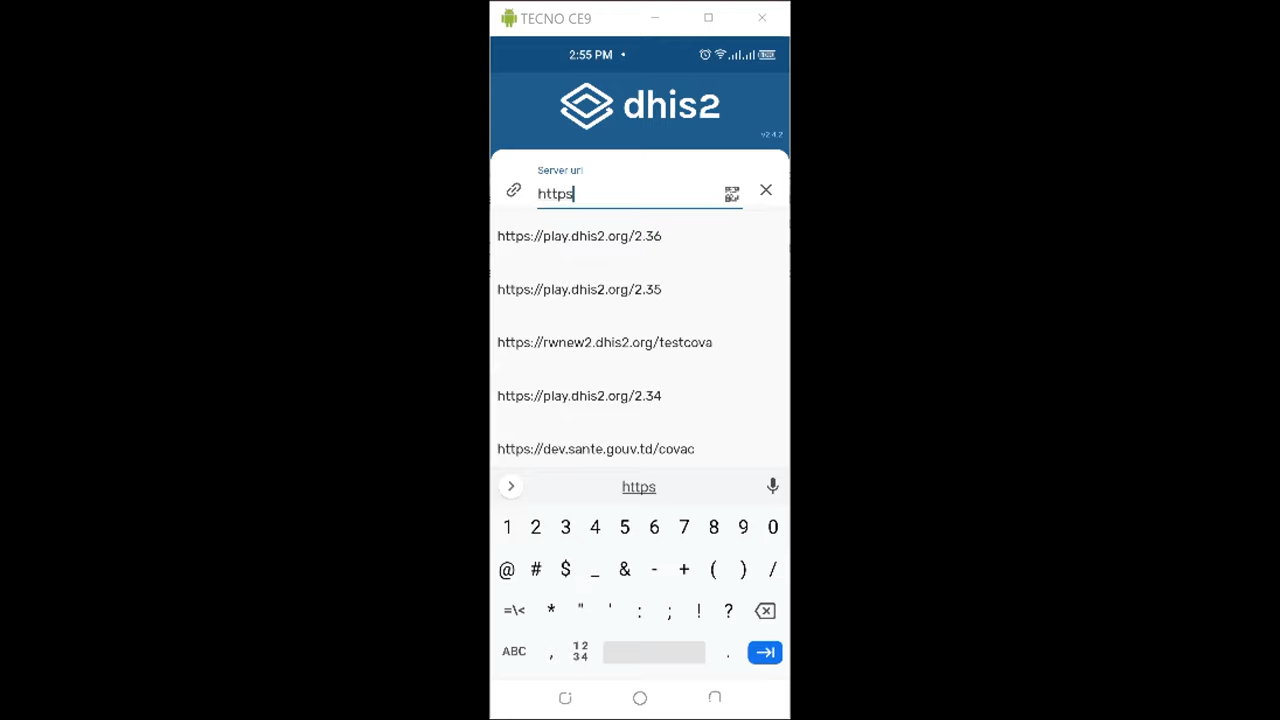 TECNO CE9
2:55 PM
dhis2
v2.4.2
Server url
https
https://play.dhis2.org/2.36
https://play.dhis2.org/2.35
https://rwnew2.dhis2.org/testcova
https://play.dhis2.org/2.34
https://dev.sante.gouv.td/covac
https
1 2 3 4 5 6 7 8 9 0
@ # $ _ & - + ( ) /
=\< * " ' : ; ! ?
ABC , 12 34 .